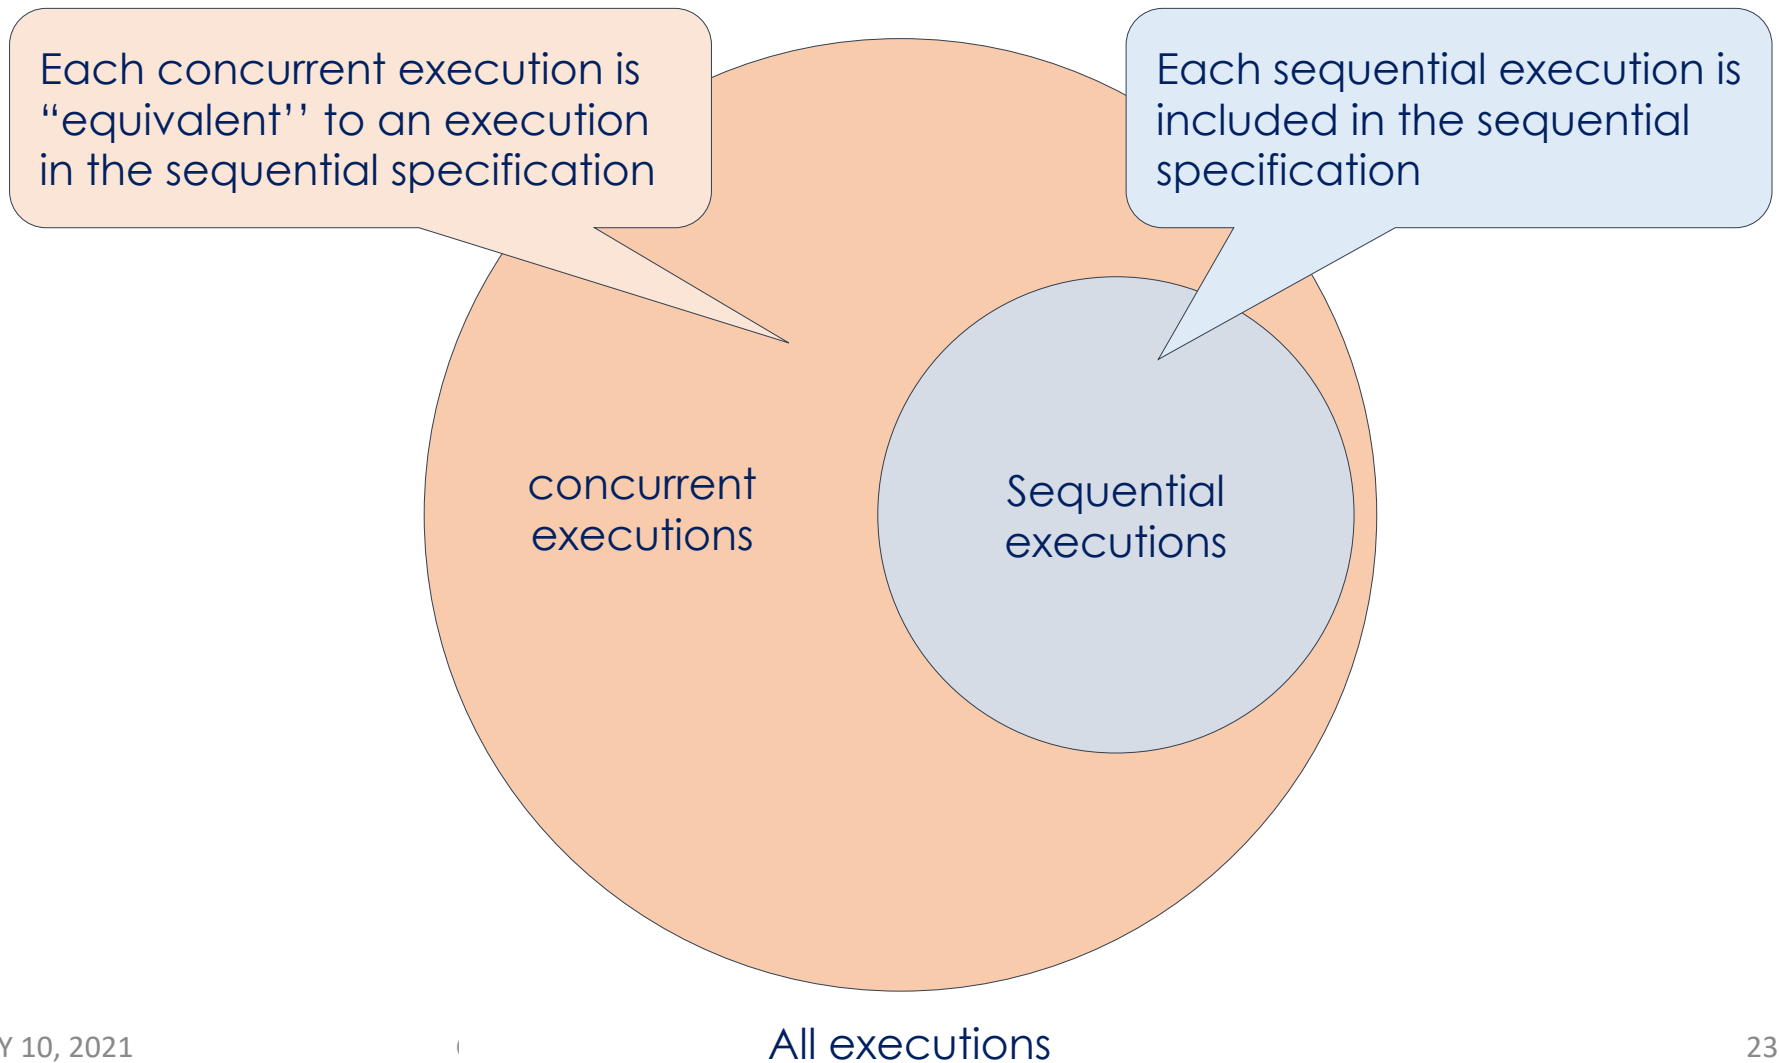 Each concurrent execution is
“equivalent’’ to an execution
in the sequential specification
Each sequential execution is
included in the sequential
specification
concurrent
executions
Sequential
executions
All executions
Y 10, 2021
23